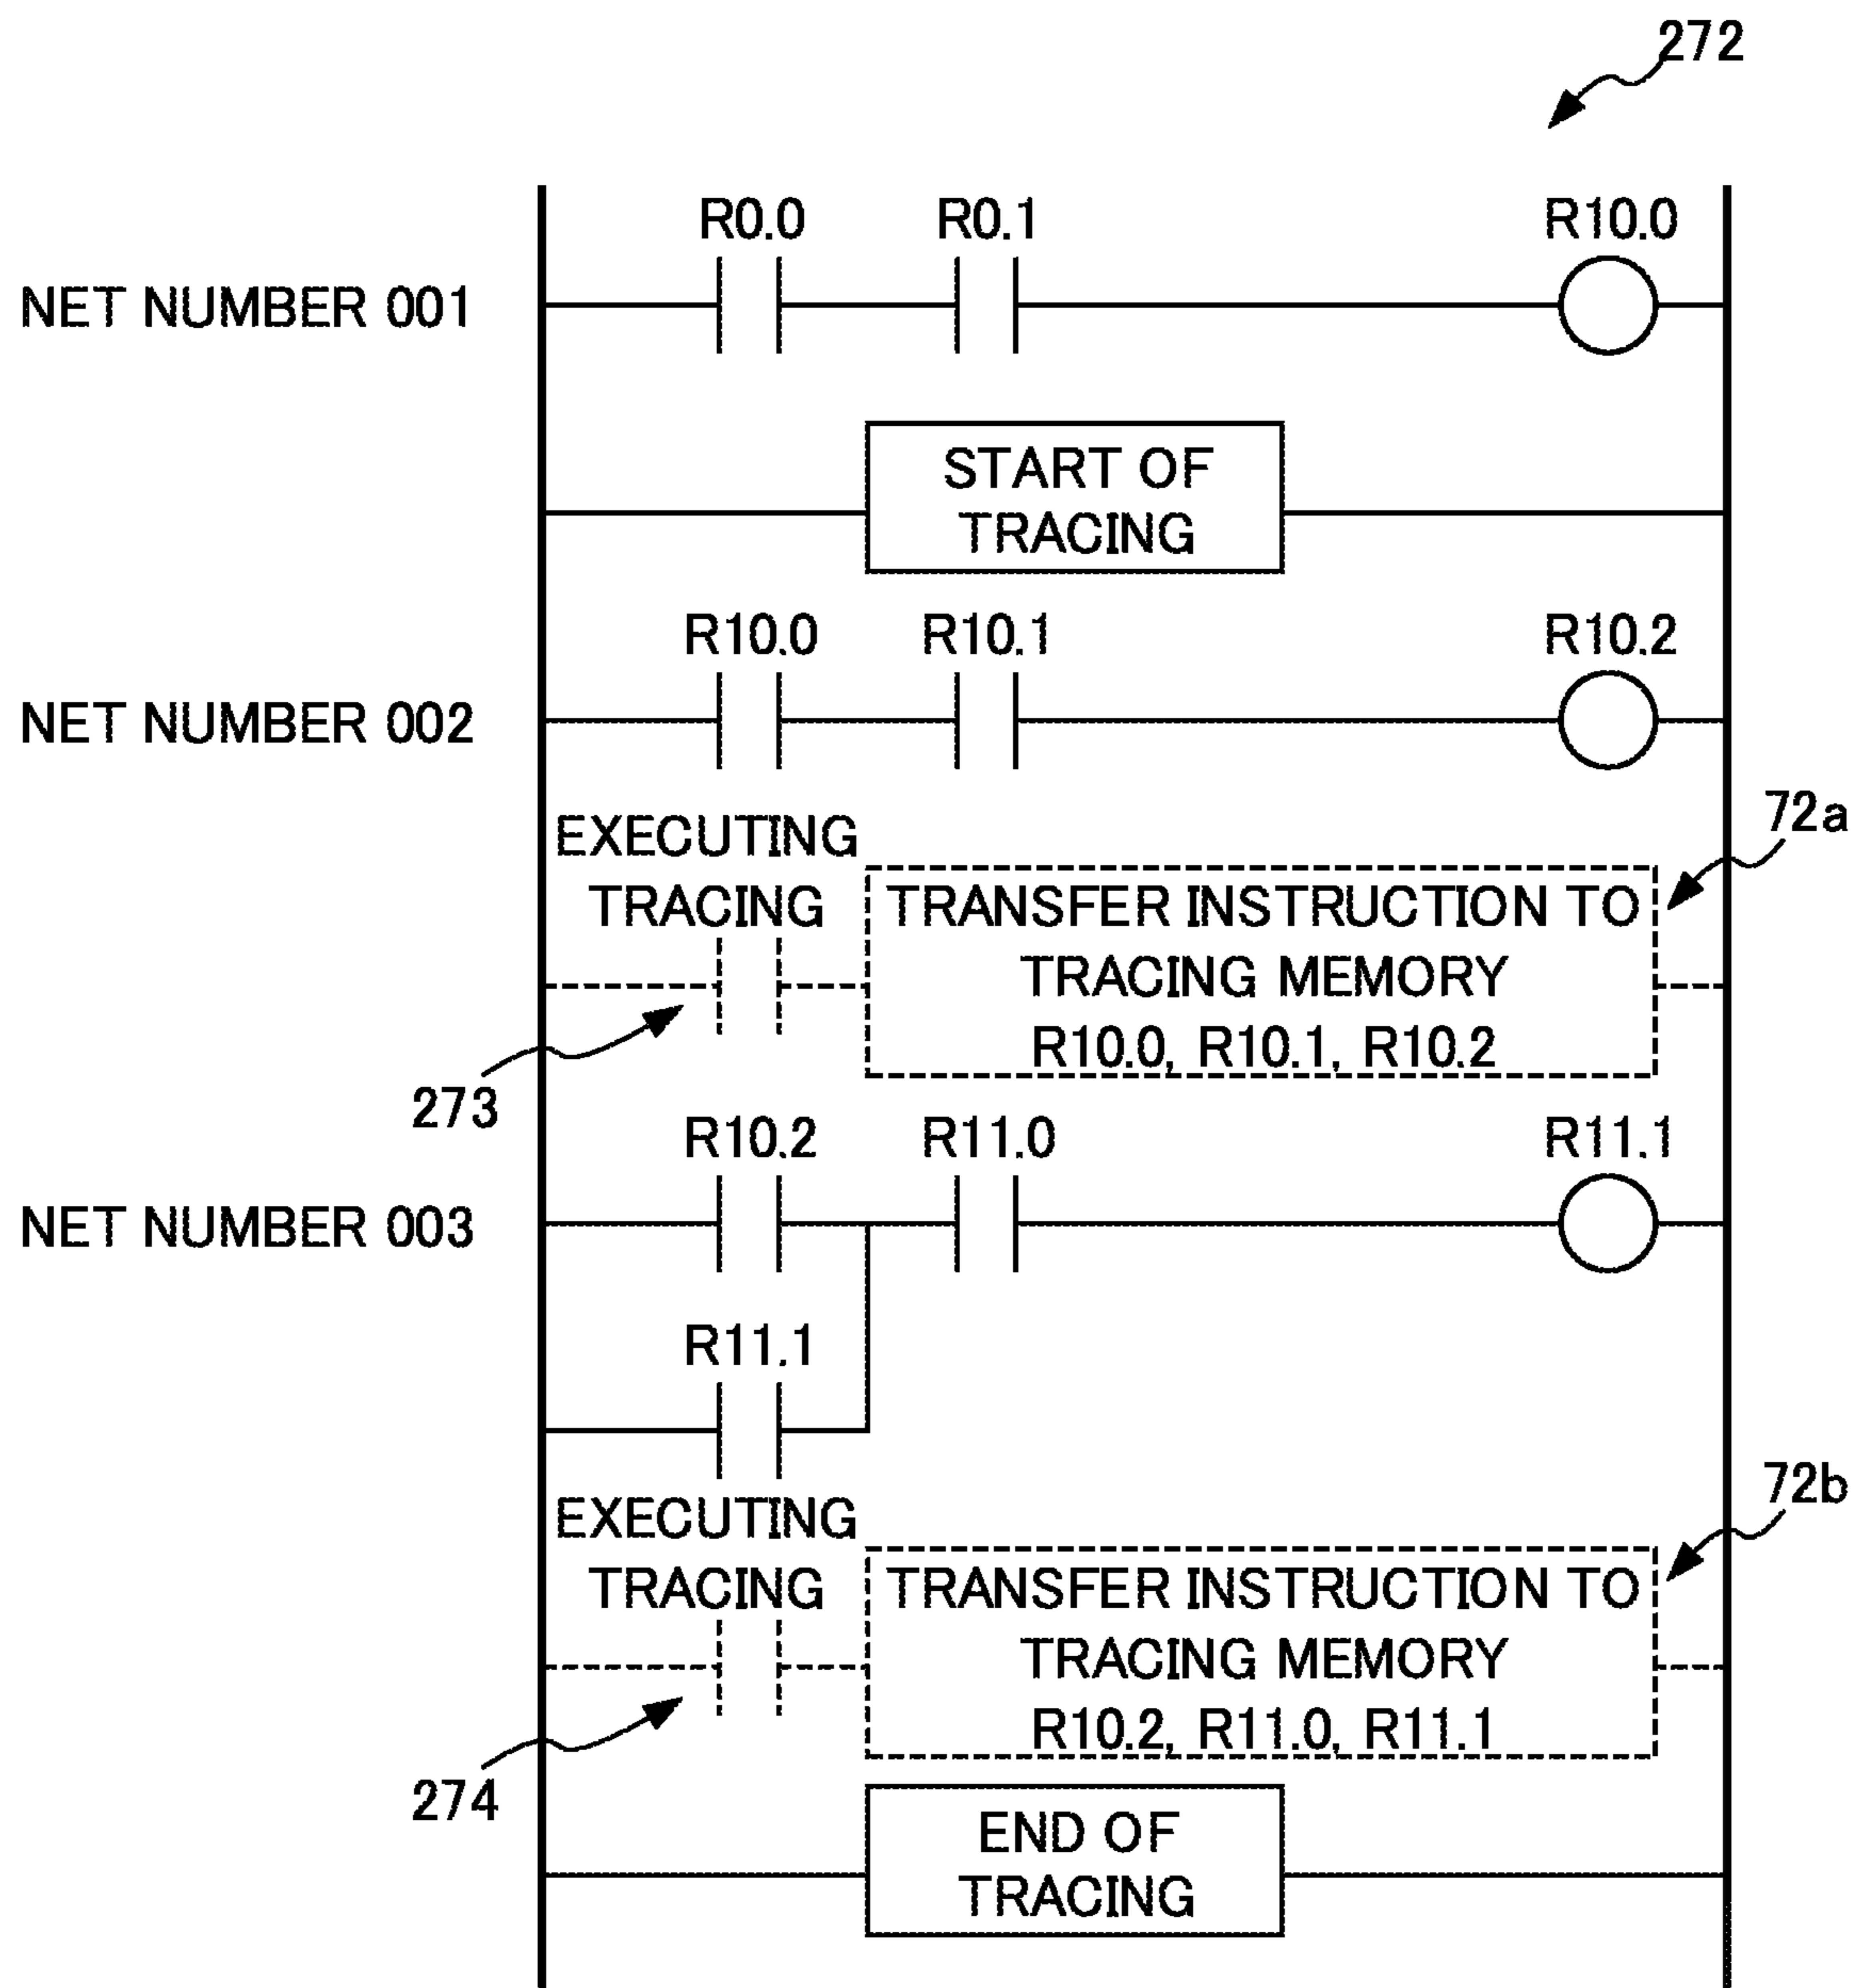 272
R0.0 R0.1 R10.0
NET NUMBER 001
START OF
TRACING
R10.0 R10.1 R10.2
NET NUMBER 002
72a
EXECUTING
TRACING
TRANSFER INSTRUCTION TO
TRACING MEMORY
R10.0, R10.1, R10.2
273
R10.2 R11.0 R11.1
NET NUMBER 003
R11.1
72b
EXECUTING
TRACING
TRANSFER INSTRUCTION TO
TRACING MEMORY
R10.2, R11.0, R11.1
274
END OF
TRACING